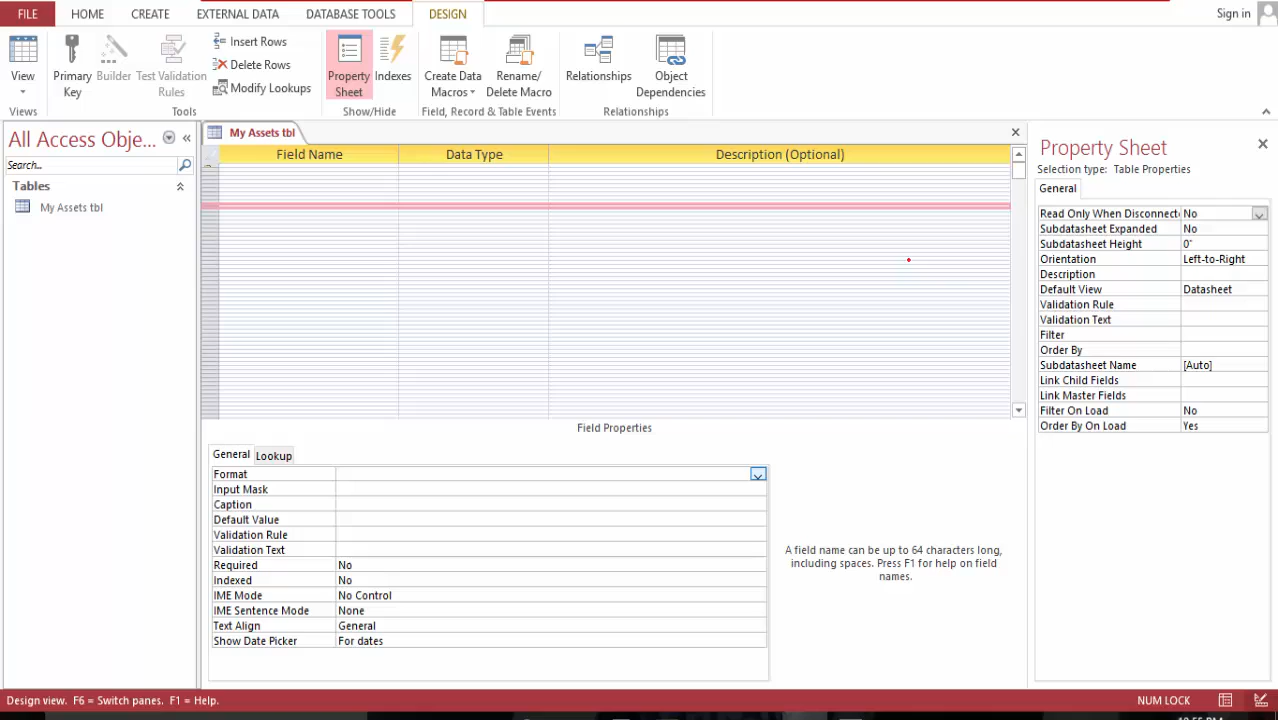 FILE
HOME
CREATE
EXTERNAL DATA
DATABASE TOOLS
DESIGN
Sign in
View
Primary Key
Builder
Test Validation Rules
Insert Rows
Delete Rows
Modify Lookups
Property Sheet
Indexes
Create Data Macros
Rename/ Delete Macro
Relationships
Object Dependencies
Views
Tools
Show/Hide
Field, Record & Table Events
Relationships
All Access Obje...
Search...
Tables
My Assets tbl
My Assets tbl
Field Name Data Type Description (Optional)
Field Properties
General Lookup
Format
Input Mask
Caption
Default Value
Validation Rule
Validation Text
Required No
Indexed No
IME Mode No Control
IME Sentence Mode None
Text Align General
Show Date Picker For dates
A field name can be up to 64 characters long,
including spaces. Press F1 for help on field
names.
Property Sheet
Selection type: Table Properties
General
Read Only When Disconnect No
Subdatasheet Expanded No
Subdatasheet Height 0"
Orientation Left-to-Right
Description
Default View Datasheet
Validation Rule
Validation Text
Filter
Order By
Subdatasheet Name [Auto]
Link Child Fields
Link Master Fields
Filter On Load No
Order By On Load Yes
Design view. F6 = Switch panes. F1 = Help.
NUM LOCK